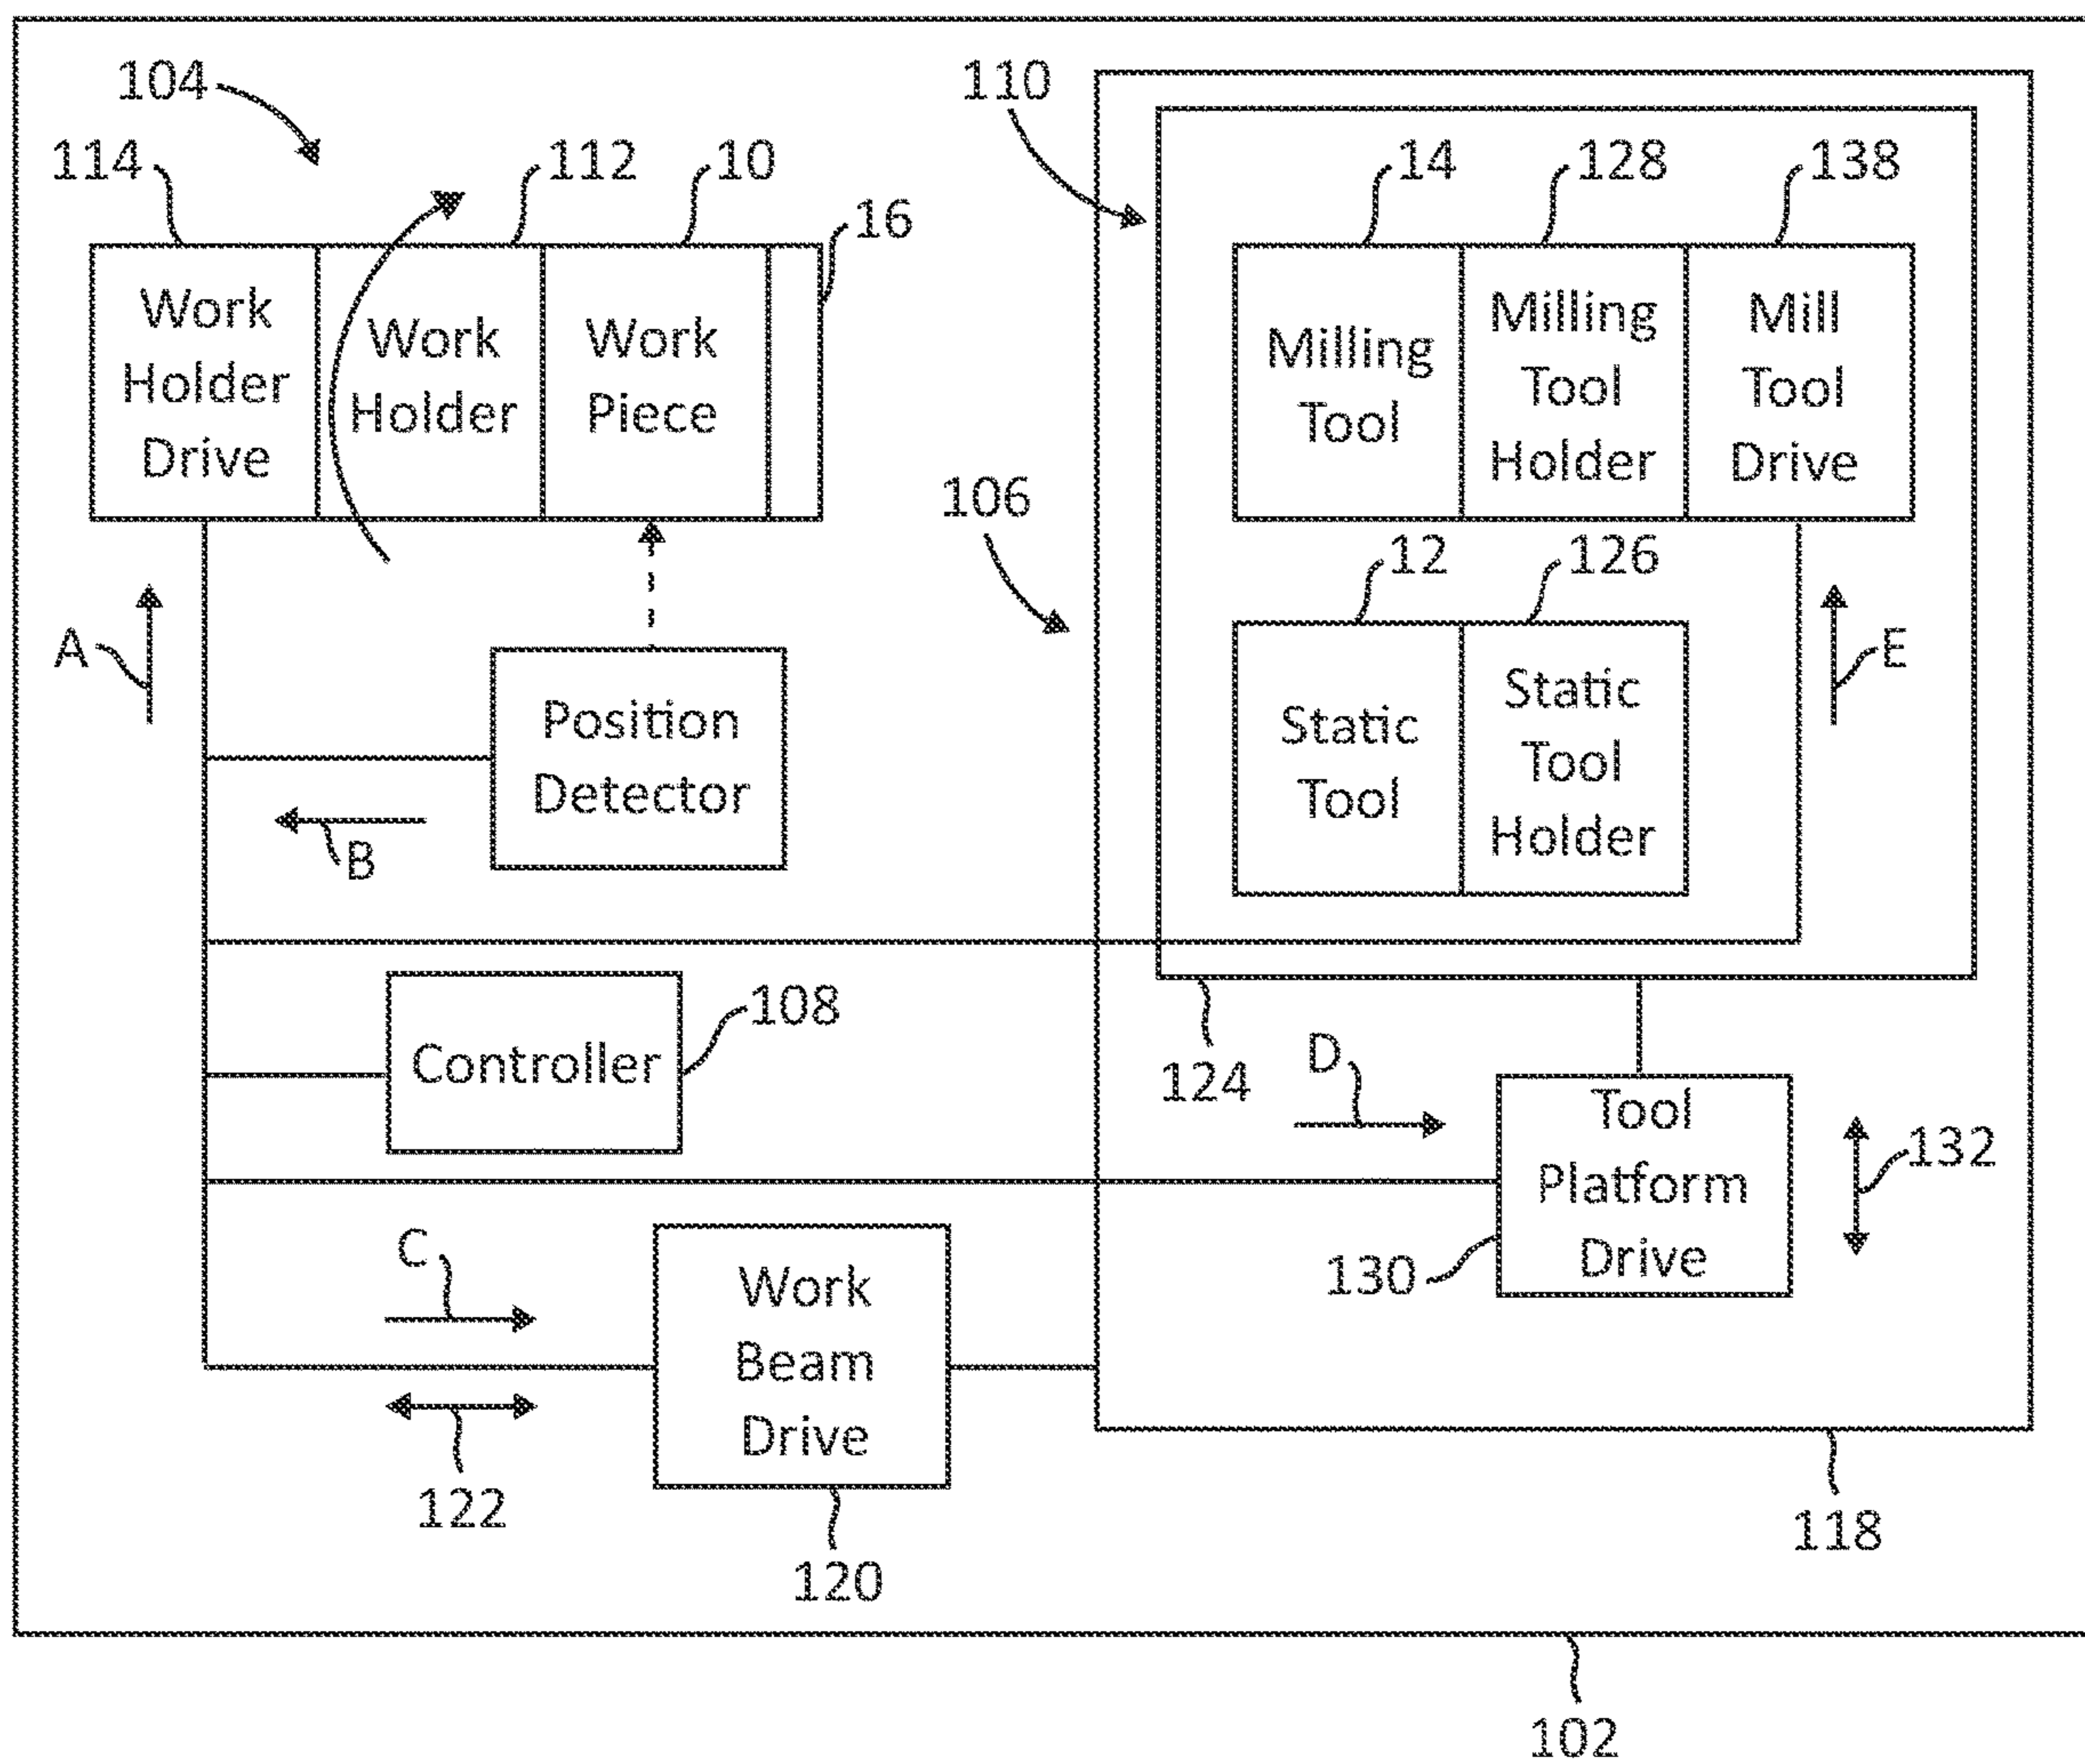 104
110
114
112
10
16
14
128
138
Work
Holder
Drive
Work
Holder
Work
Piece
Milling
Tool
Milling
Tool
Holder
Mill
Tool
Drive
106
12
126
A
E
Position
Detector
B
Static
Tool
Static
Tool
Holder
Controller
108
124
D
Tool
Platform
Drive
132
130
C
Work
Beam
Drive
122
120
118
102